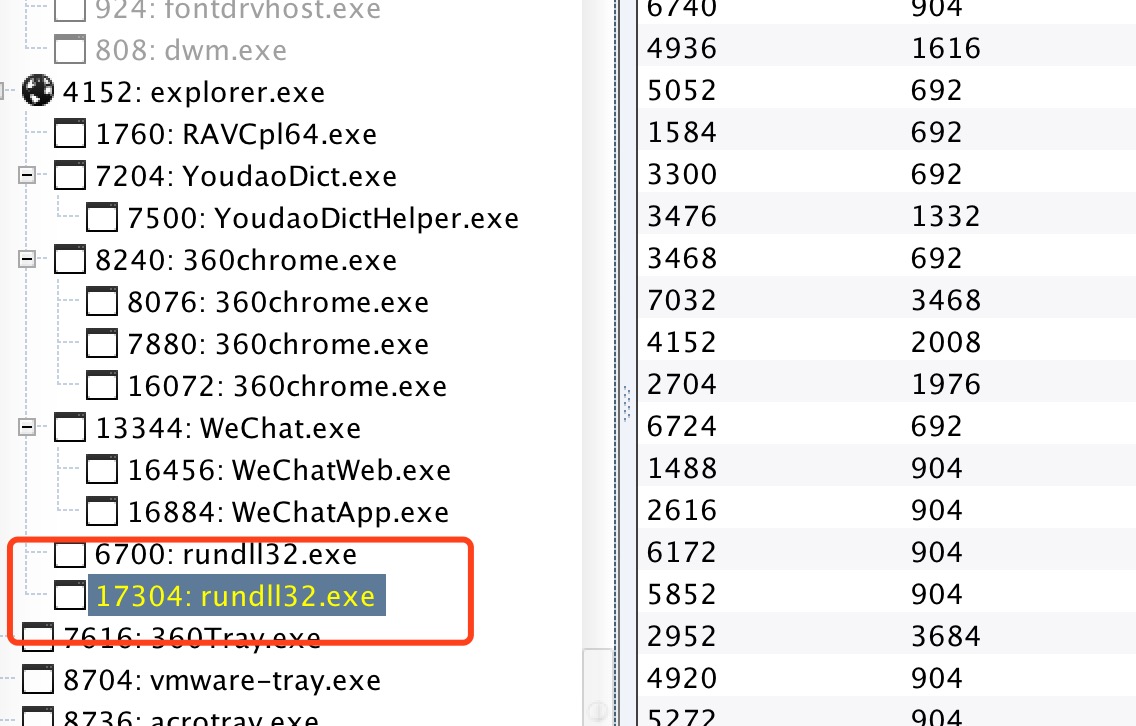 924: fontdrvhost.exe
808: dwm.exe
4152: explorer.exe
1760: RAVCpl64.exe
7204: YoudaoDict.exe
7500: YoudaoDictHelper.exe
8240: 360chrome.exe
8076: 360chrome.exe
7880: 360chrome.exe
16072: 360chrome.exe
13344: WeChat.exe
16456: WeChatWeb.exe
16884: WeChatApp.exe
6700: rundll32.exe
17304: rundll32.exe
7616: 360Tray.exe
8704: vmware-tray.exe
8736: acrotray.exe
6740 904
4936 1616
5052 692
1584 692
3300 692
3476 1332
3468 692
7032 3468
4152 2008
2704 1976
6724 692
1488 904
2616 904
6172 904
5852 904
2952 3684
4920 904
5272 904